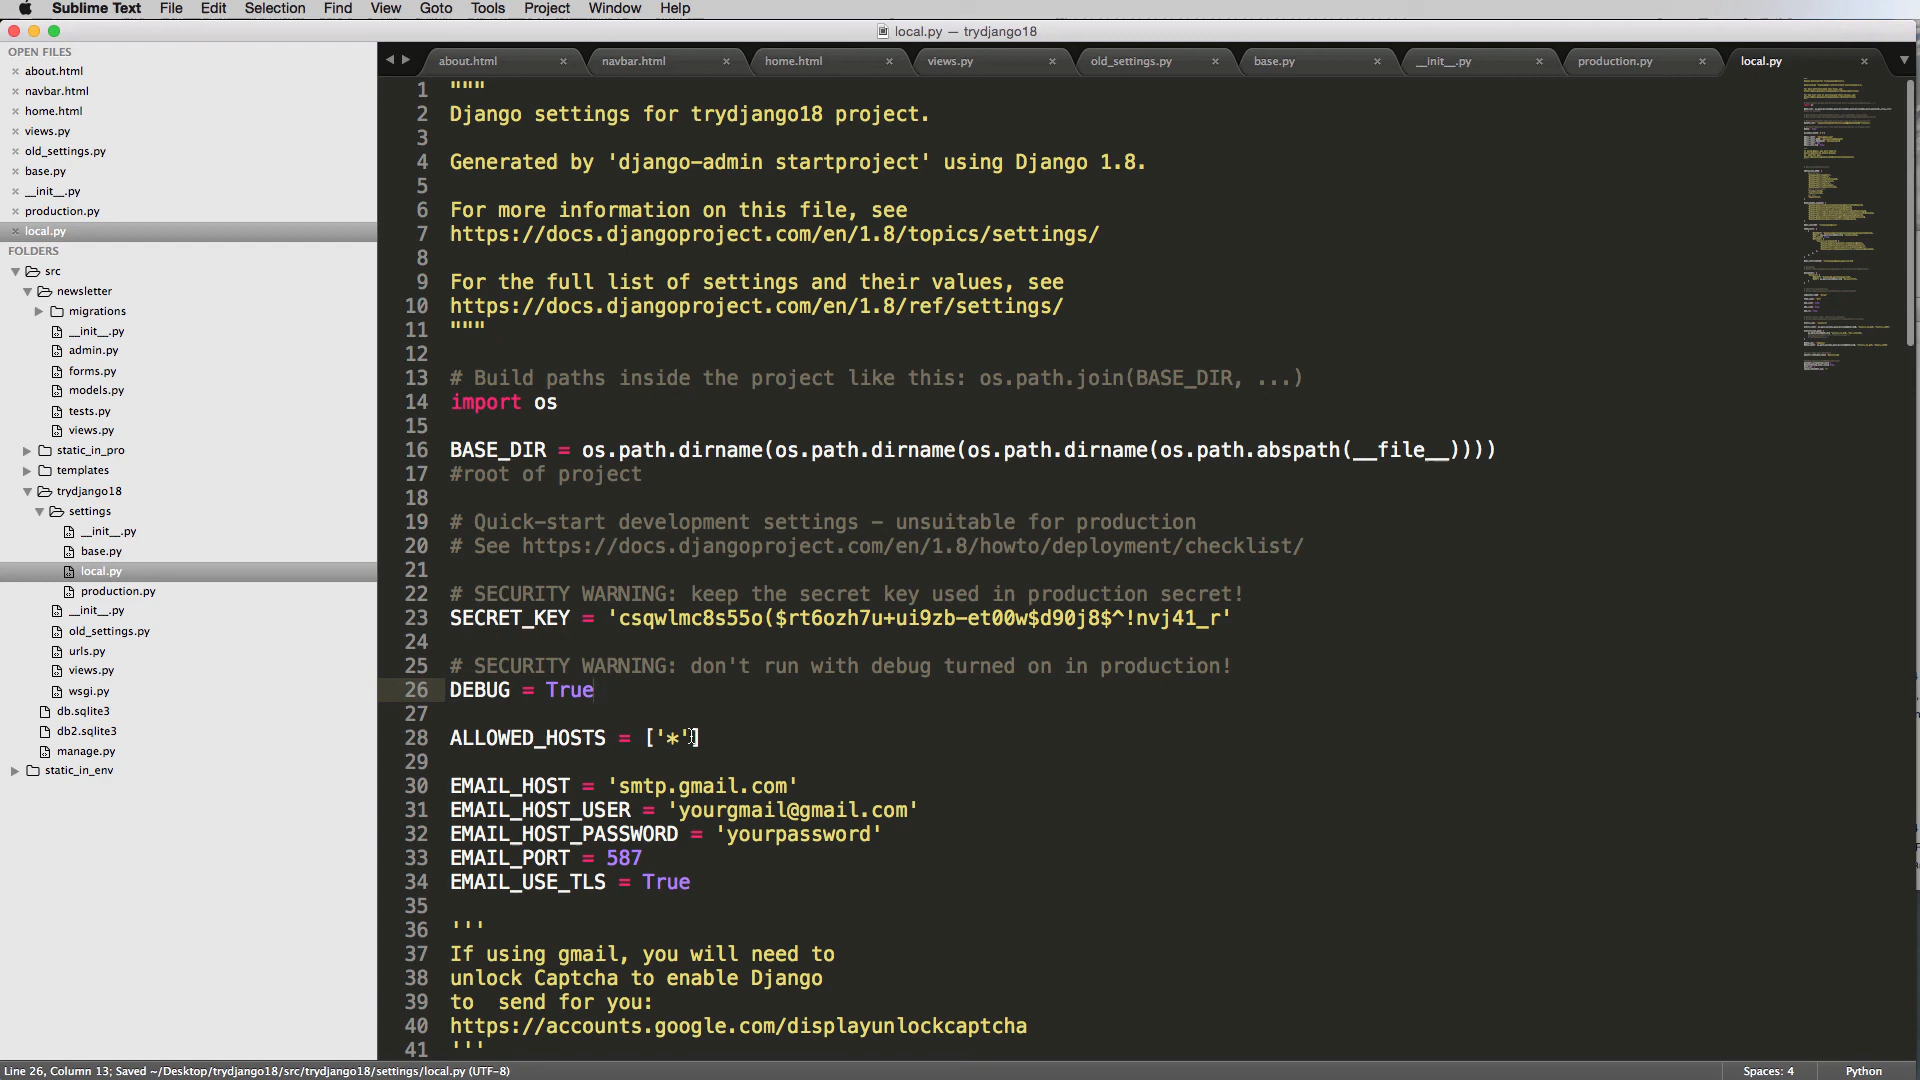 Sublime Text File Edit Selection Find View Goto Tools Project Window Help
local.py — trydjango18
OPEN FILES
about.html
navbar.html
home.html
views.py
old_settings.py
base.py
__init__.py
production.py
local.py
FOLDERS
src
newsletter
migrations
__init__.py
admin.py
forms.py
models.py
tests.py
views.py
static_in_pro
templates
trydjango18
settings
__init__.py
base.py
local.py
production.py
__init__.py
old_settings.py
urls.py
views.py
wsgi.py
db.sqlite3
db2.sqlite3
manage.py
static_in_env
about.html navbar.html home.html views.py old_settings.py base.py __init__.py production.py local.py
1 """
2 Django settings for trydjango18 project.
3
4 Generated by 'django-admin startproject' using Django 1.8.
5
6 For more information on this file, see
7 https://docs.djangoproject.com/en/1.8/topics/settings/
8
9 For the full list of settings and their values, see
10 https://docs.djangoproject.com/en/1.8/ref/settings/
11 """
12
13 # Build paths inside the project like this: os.path.join(BASE_DIR, ...)
14 import os
15
16 BASE_DIR = os.path.dirname(os.path.dirname(os.path.dirname(os.path.abspath(__file__))))
17 #root of project
18
19 # Quick-start development settings - unsuitable for production
20 # See https://docs.djangoproject.com/en/1.8/howto/deployment/checklist/
21
22 # SECURITY WARNING: keep the secret key used in production secret!
23 SECRET_KEY = 'csqwlmc8s55o($rt6ozh7u+ui9zb-et00w$d90j8$^!nvj41_r'
24
25 # SECURITY WARNING: don't run with debug turned on in production!
26 DEBUG = True
27
28 ALLOWED_HOSTS = ['*']
29
30 EMAIL_HOST = 'smtp.gmail.com'
31 EMAIL_HOST_USER = 'yourgmail@gmail.com'
32 EMAIL_HOST_PASSWORD = 'yourpassword'
33 EMAIL_PORT = 587
34 EMAIL_USE_TLS = True
35
36 '''
37 If using gmail, you will need to
38 unlock Captcha to enable Django
39 to  send for you:
40 https://accounts.google.com/displayunlockcaptcha
41 '''
Line 26, Column 13; Saved ~/Desktop/trydjango18/src/trydjango18/settings/local.py (UTF-8) Spaces: 4 Python